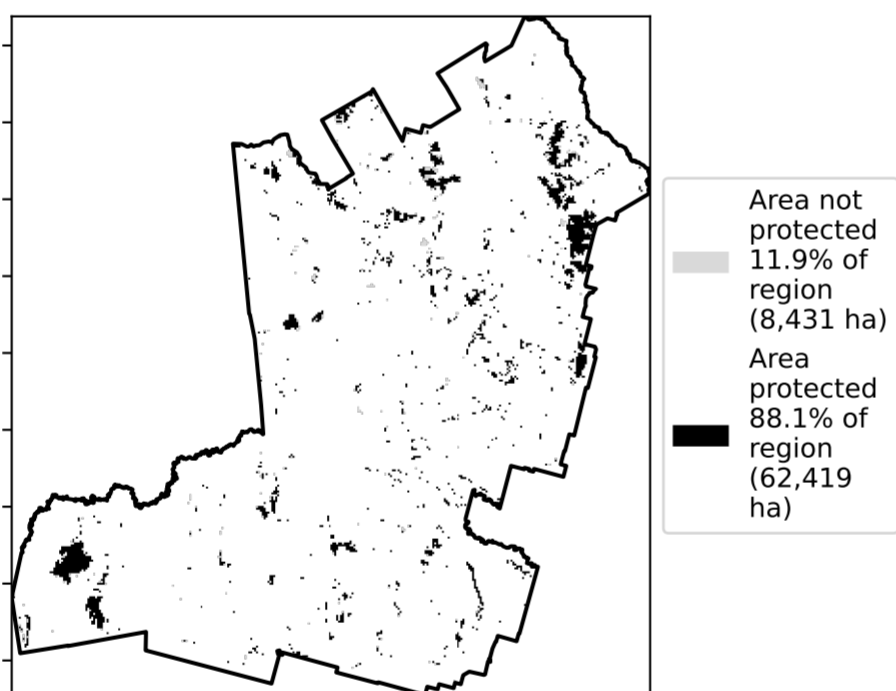 Area not
protected
11.9% of
region
(8,431 ha)
Area
protected
88.1% of
region
(62,419
ha)